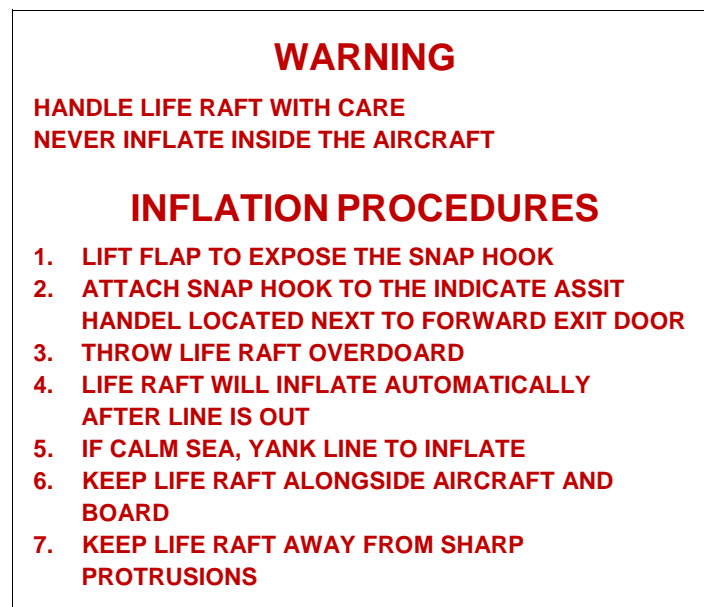 WARNING
HANDLE LIFE RAFT WITH CARE
NEVER INFLATE INSIDE THE AIRCRAFT
INFLATION PROCEDURES
1. LIFT FLAP TO EXPOSE THE SNAP HOOK
2. ATTACH SNAP HOOK TO THE INDICATE ASSIT
HANDEL LOCATED NEXT TO FORWARD EXIT DOOR
3. THROW LIFE RAFT OVERDOARD
4. LIFE RAFT WILL INFLATE AUTOMATICALLY
AFTER LINE IS OUT
5. IF CALM SEA, YANK LINE TO INFLATE
6. KEEP LIFE RAFT ALONGSIDE AIRCRAFT AND
BOARD
7. KEEP LIFE RAFT AWAY FROM SHARP
PROTRUSIONS